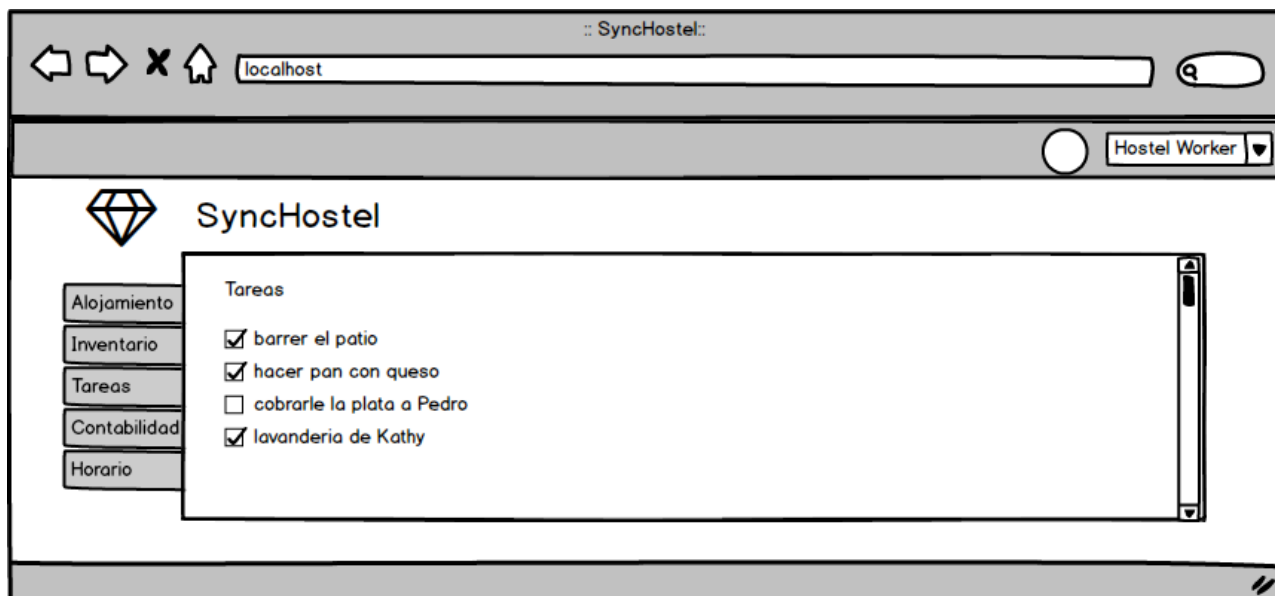 :: SyncHostel::
localhost
Hostel Worker
SyncHostel
Alojamiento
Inventario
Tareas
Contabilidad
Horario
Tareas
barrer el patio
hacer pan con queso
cobrarle la plata a Pedro
lavanderia de Kathy